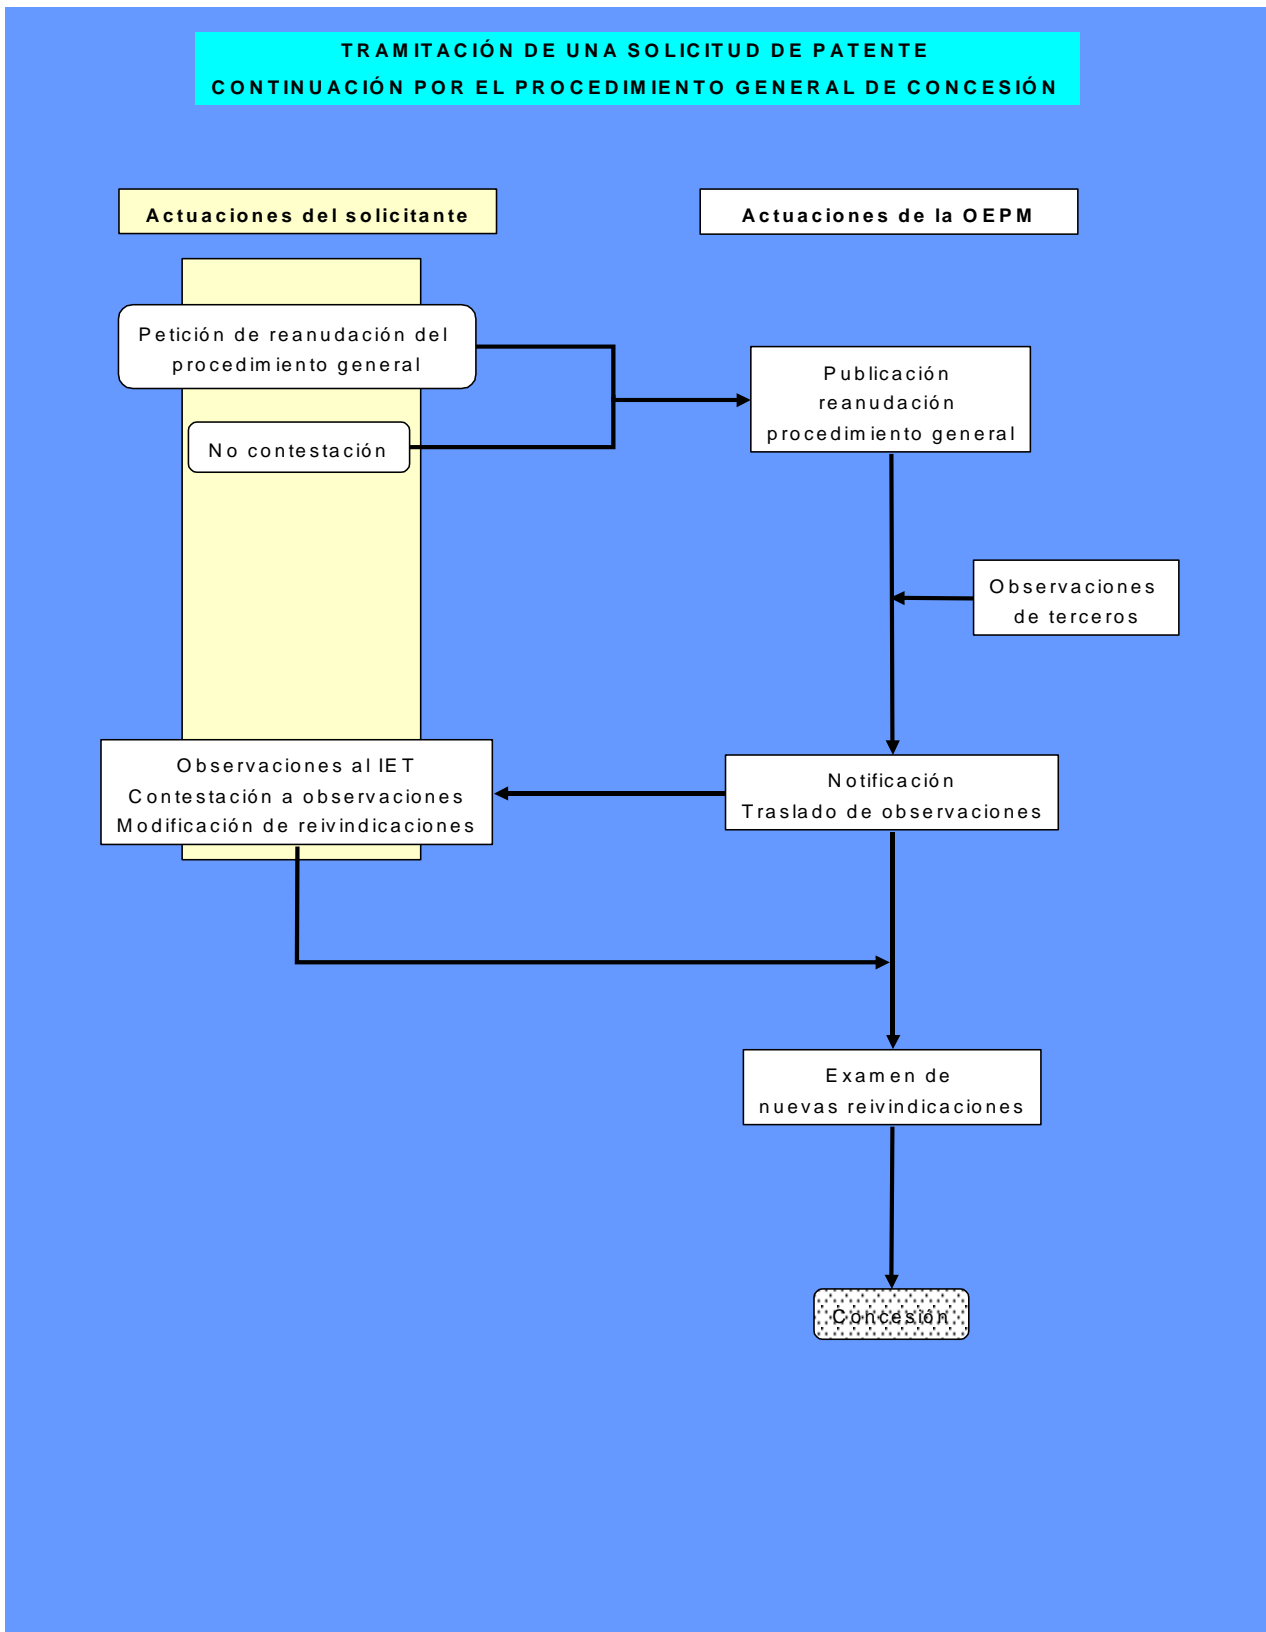 TRAMITACIÓN DE UNA SOLICITUD DE PATENTE
CONTINUACIÓN POR EL PROCEDIMIENTO GENERAL DE CONCESIÓN
Actuaciones del solicitante
Actuaciones de la OEPM
Petición de reanudación del
procedimiento general
No contestación
Publicación
reanudación
procedimiento general
Observaciones
de terceros
Observaciones al IET
Contestación a observaciones
Modificación de reivindicaciones
Notificación
Traslado de observaciones
Examen de
nuevas reivindicaciones
Concesión